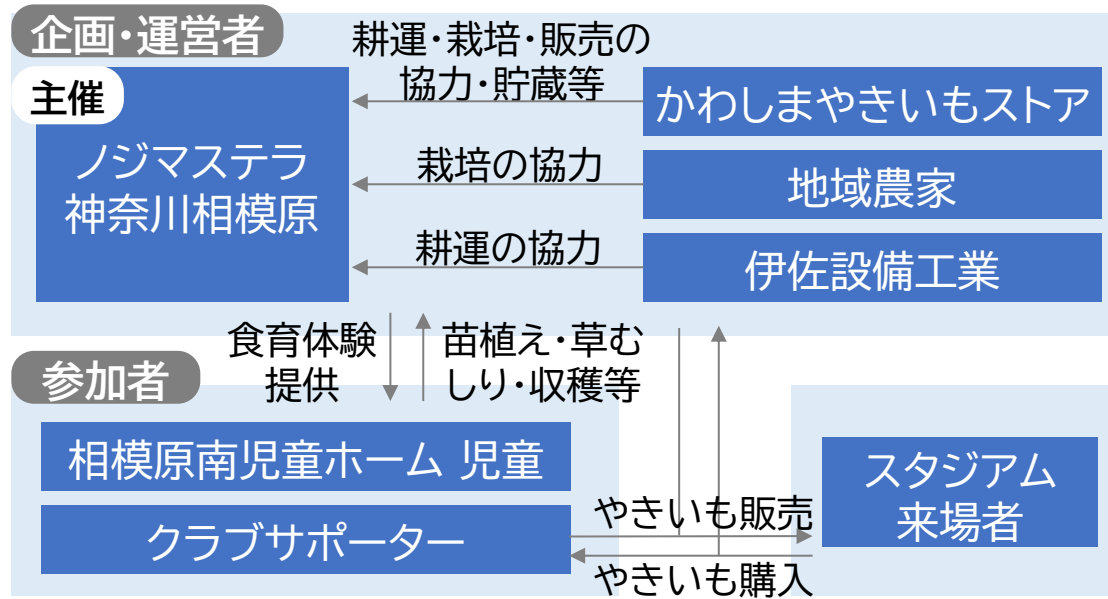 企画・運営者
主催
ノジマステラ
神奈川相模原
耕運・栽培・販売の
協力・貯蔵等
かわしまやきいもストア
栽培の協力
地域農家
耕運の協力
伊佐設備工業
食育体験
提供
苗植え・草む
しり・収穫等
参加者
相模原南児童ホーム 児童
クラブサポーター
やきいも販売
やきいも購入
スタジアム
来場者